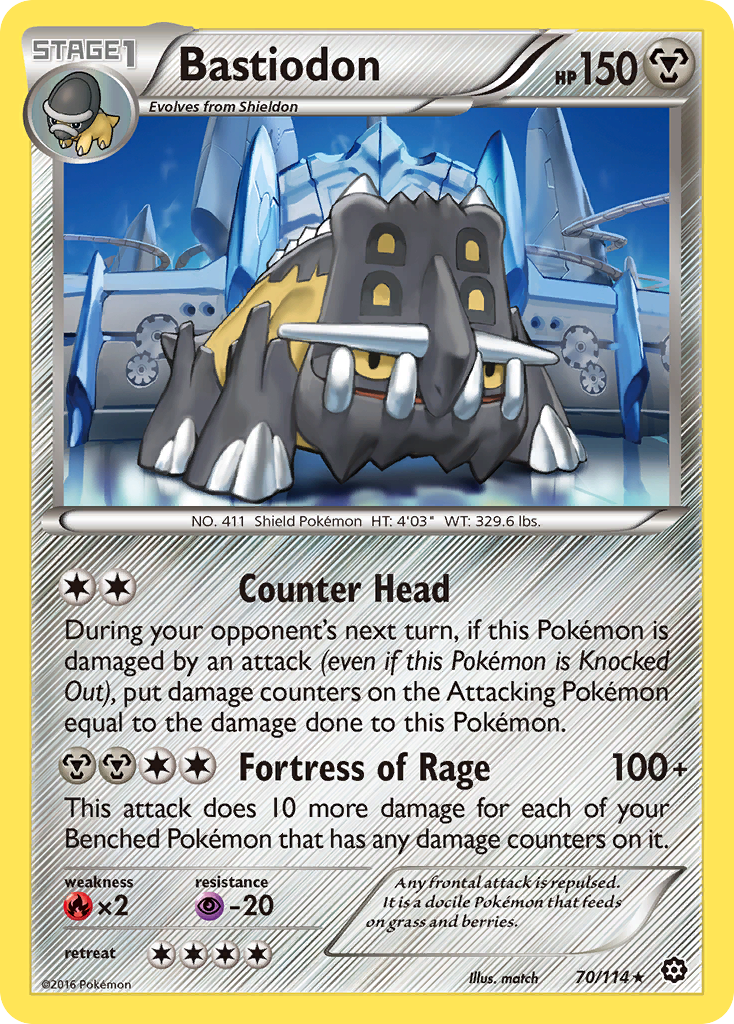 STAGE1
Bastiodon
HP150
Evolves from Shieldon
NO. 411 Shield Pokémon HT: 4'03" WT: 329.6 lbs.
Counter Head
During your opponent's next turn, if this Pokémon is
damaged by an attack (even if this Pokémon is Knocked
Out), put damage counters on the Attacking Pokémon
equal to the damage done to this Pokémon.
Fortress of Rage 100+
This attack does 10 more damage for each of your
Benched Pokémon that has any damage counters on it.
weakness
×2
resistance
-20
retreat
Any frontal attack is repulsed.
It is a docile Pokémon that feeds
on grass and berries.
©2016 Pokémon
Illus. match
70/114★